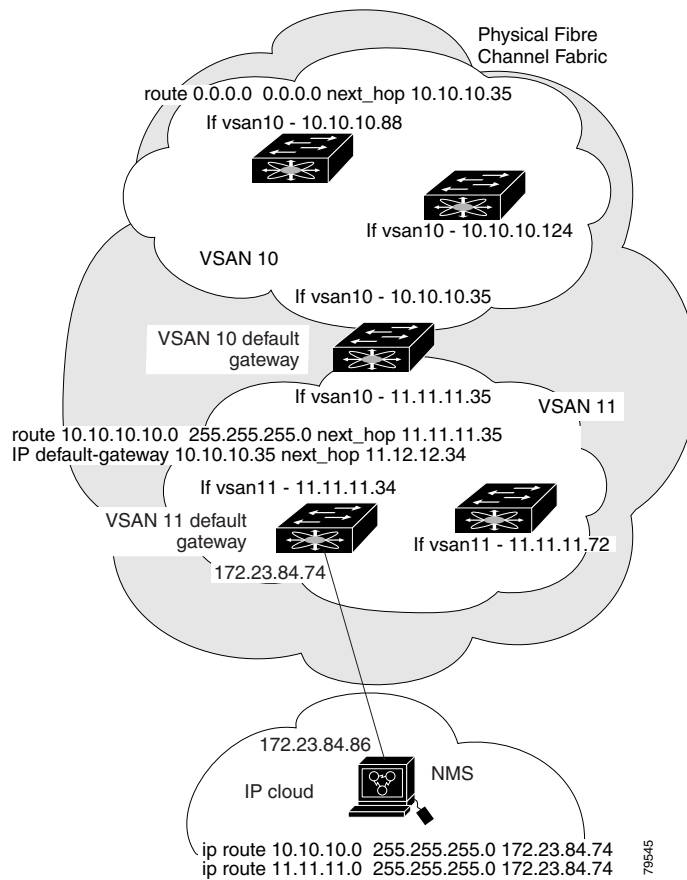 Physical Fibre
Channel Fabric
route 0.0.0.0 0.0.0.0 next_hop 10.10.10.35
If vsan10 - 10.10.10.88
If vsan10 - 10.10.10.124
VSAN 10
If vsan10 - 10.10.10.35
VSAN 10 default
gateway
If vsan10 - 11.11.11.35
VSAN 11
route 10.10.10.10.0 255.255.255.0 next_hop 11.11.11.35
IP default-gateway 10.10.10.35 next_hop 11.12.12.34
If vsan11 - 11.11.11.34
VSAN 11 default
gateway
If vsan11 - 11.11.11.72
172.23.84.74
172.23.84.86
NMS
IP cloud
ip route 10.10.10.0 255.255.255.0 172.23.84.74
ip route 11.11.11.0 255.255.255.0 172.23.84.74
79545